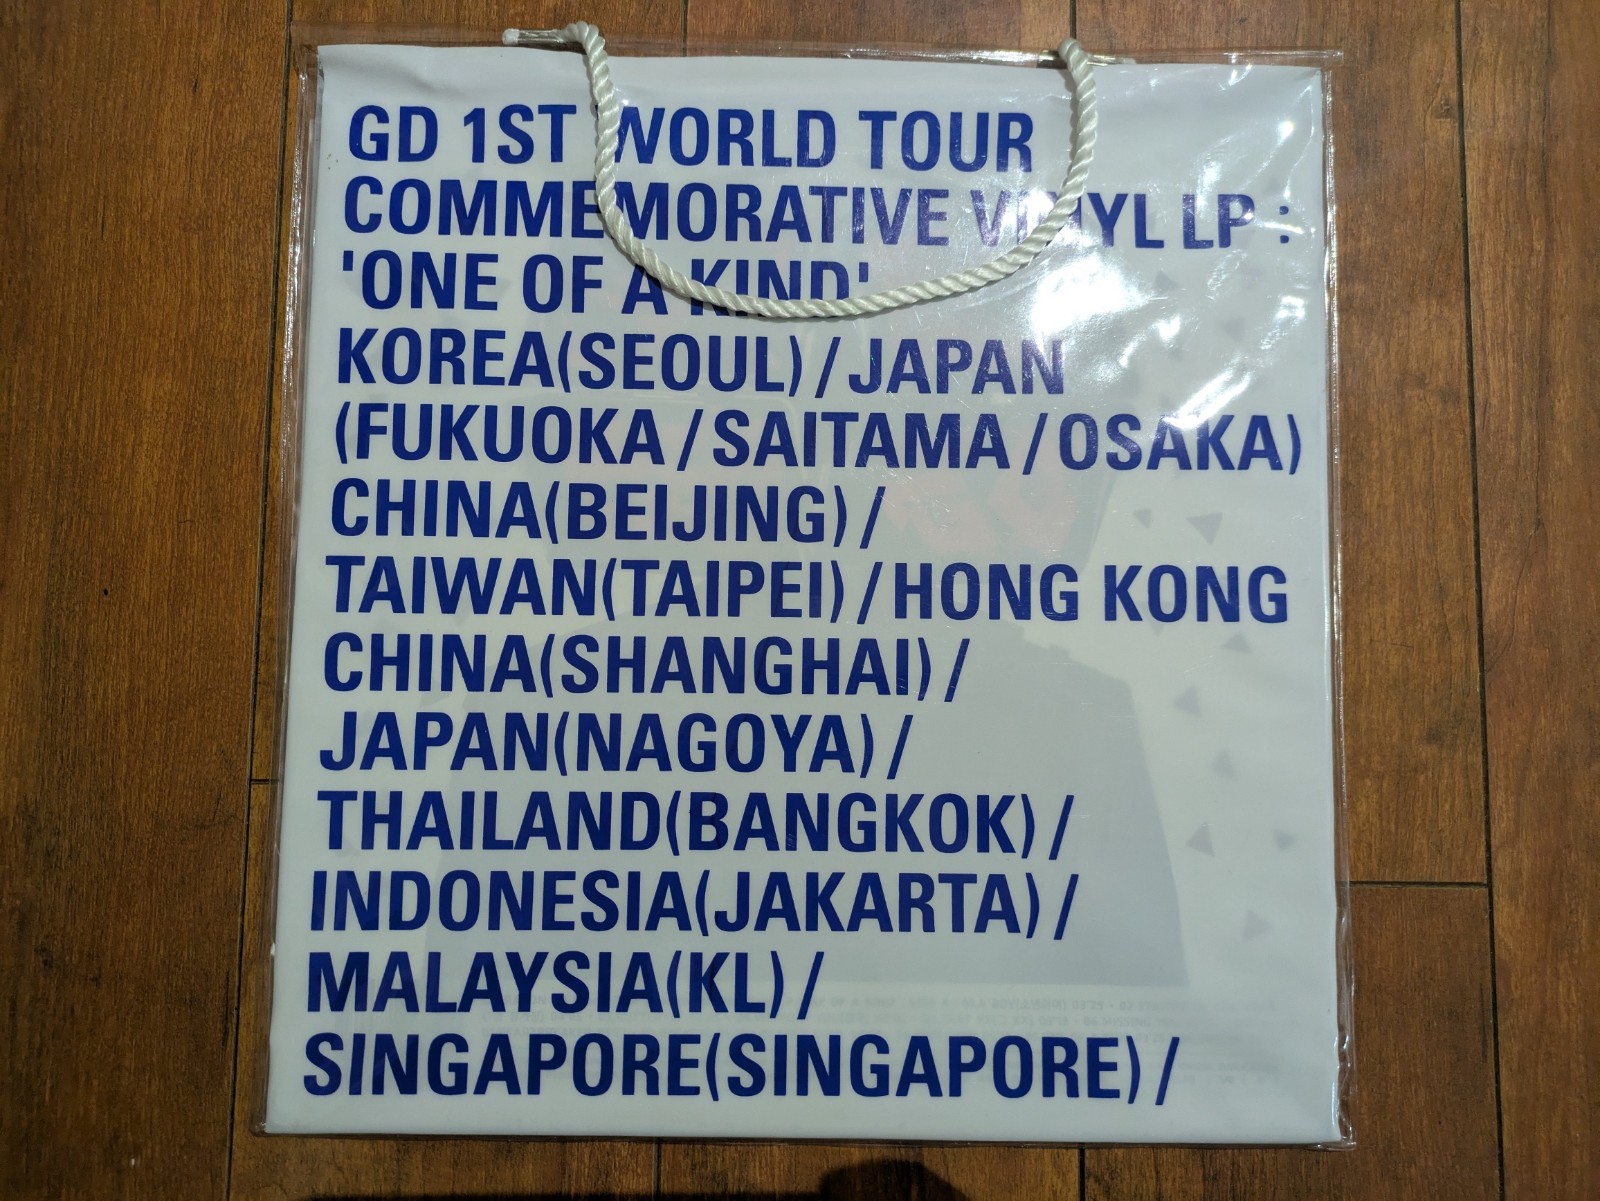 GD 1ST WORLD TOUR
COMMEMORATIVE VINYL LP :
'ONE OF A KIND'
KOREA(SEOUL)/JAPAN
(FUKUOKA/SAITAMA/OSAKA)
CHINA(BEIJING)/
TAIWAN(TAIPEI)/HONG KONG
CHINA(SHANGHAI)/
JAPAN(NAGOYA)/
THAILAND(BANGKOK)/
INDONESIA(JAKARTA)/
MALAYSIA(KL)/
SINGAPORE(SINGAPORE)/